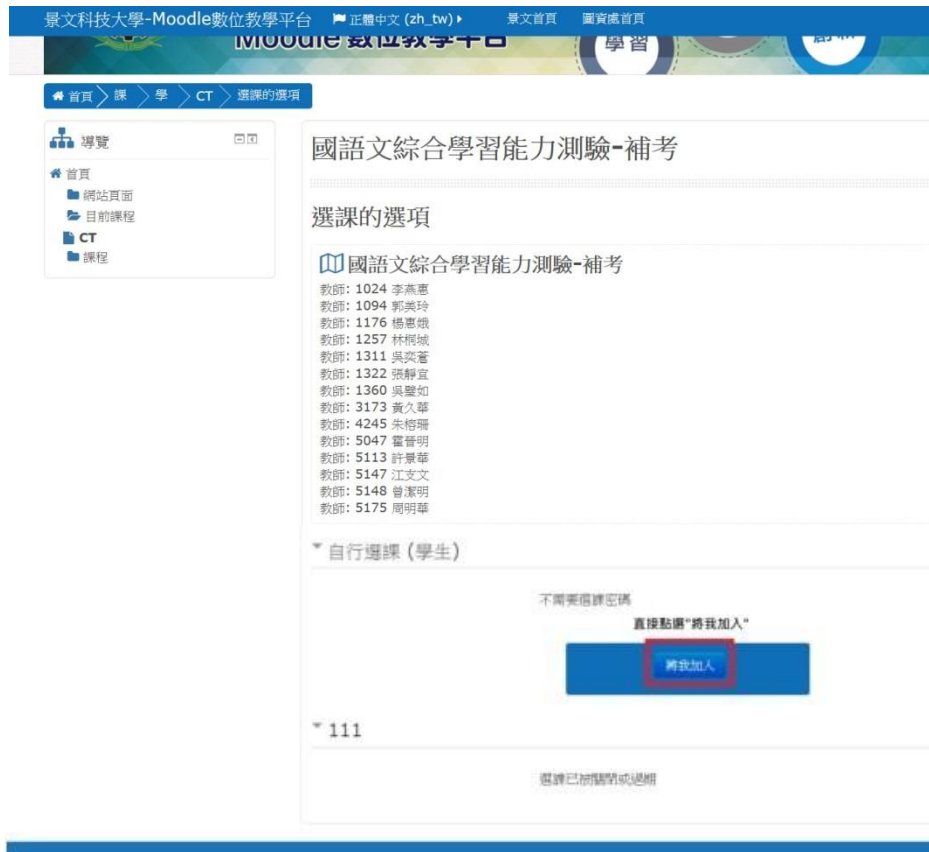 景文科技大學-Moodle數位教學平台 正體中文 (zh_tw) 景文首頁 圖資處首頁
Moodle 數位教學平台
學習
創新
首頁 課 學 CT 選課的選項
導覽
首頁
網站頁面
目前課程
CT
課程
國語文綜合學習能力測驗-補考
選課的選項
國語文綜合學習能力測驗-補考
教師: 1024 李燕惠
教師: 1094 郭美玲
教師: 1176 楊惠娥
教師: 1257 林桐城
教師: 1311 吳奕蒼
教師: 1322 張靜宜
教師: 1360 吳璧如
教師: 3173 黃久華
教師: 4245 朱榕珊
教師: 5047 霍晉明
教師: 5113 許景華
教師: 5147 江支文
教師: 5148 曾潔明
教師: 5175 周明華
自行選課 (學生)
不需要選課密碼
直接點選"將我加入"
將我加入
111
選課已被關閉或過期